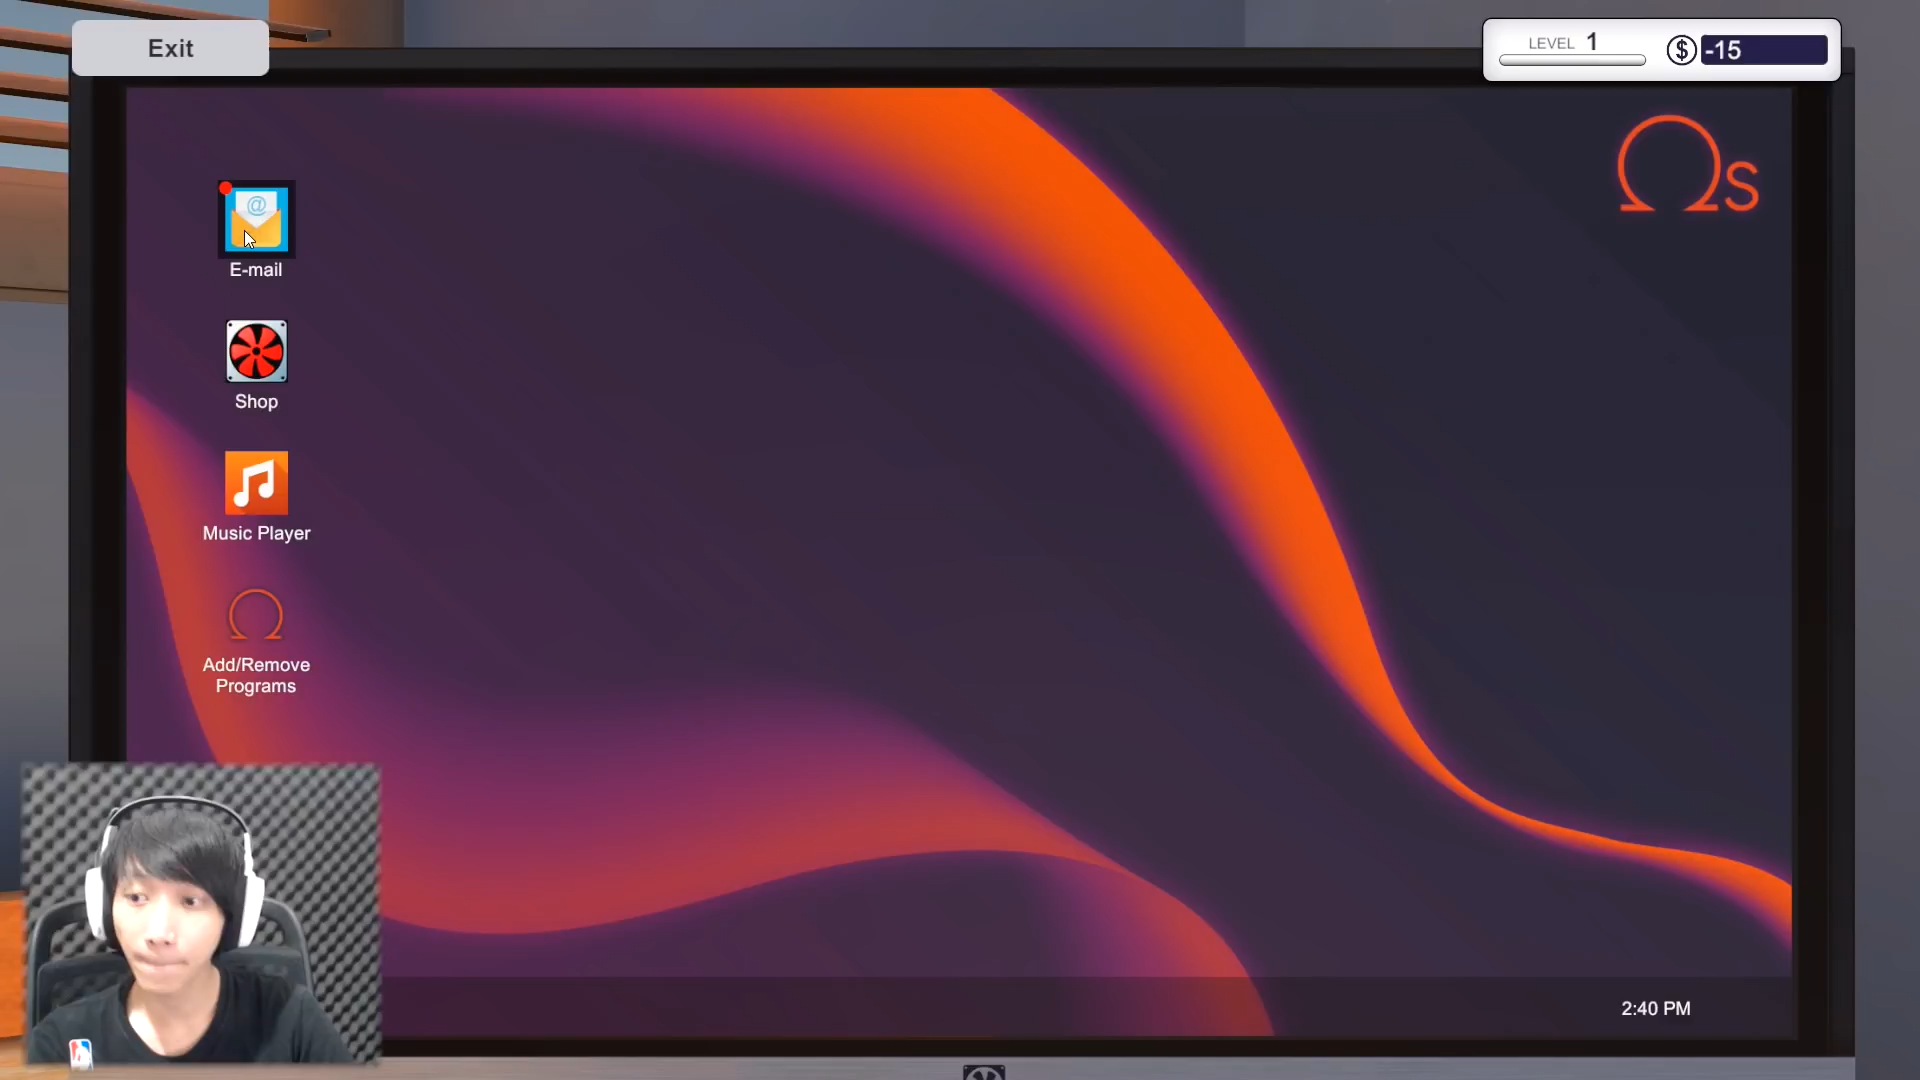 Exit
LEVEL 1
$ -15
Ωs
@
E-mail
Shop
Music Player
Ω
Add/Remove
Programs
2:40 PM